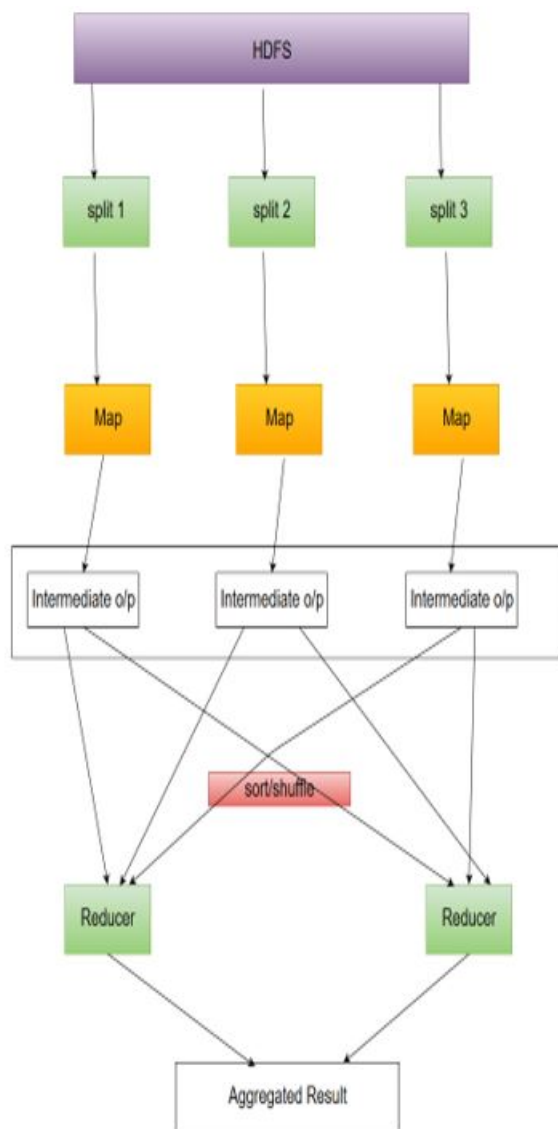 HDFS
split 1
split 2
split 3
Map
Map
Map
Intermediate o/p
Intermediate o/p
Intermediate o/p
sort/shuffle
Reducer
Reducer
Aggregated Result